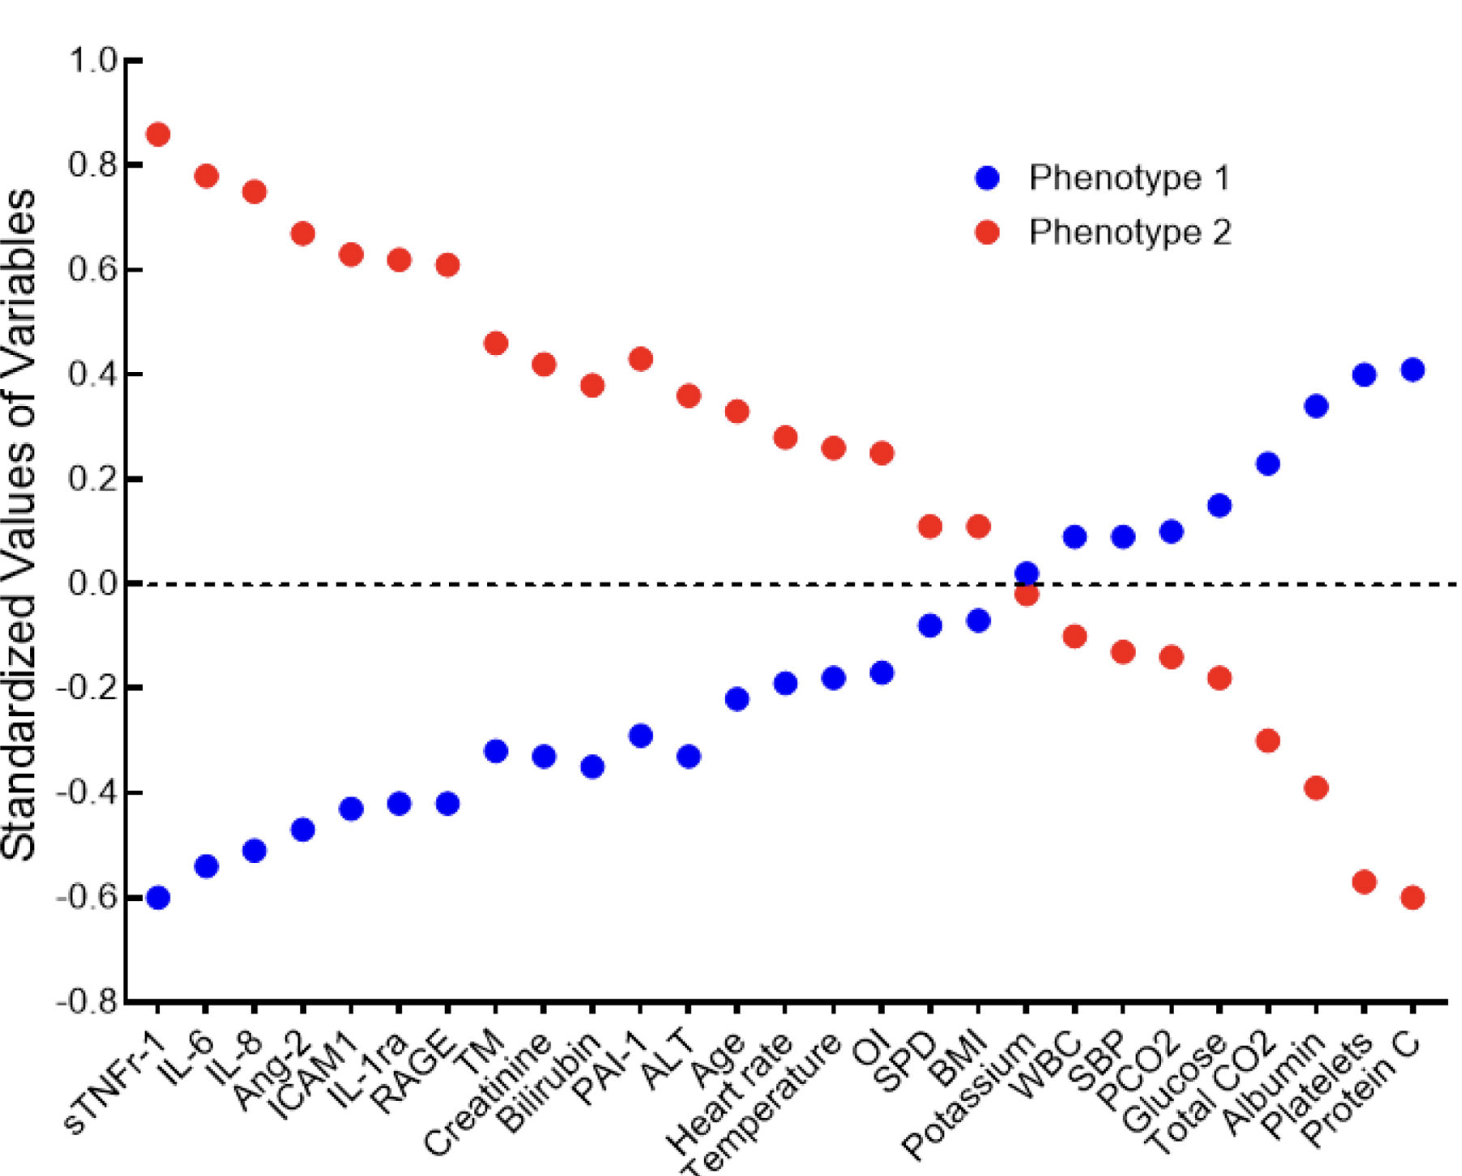 Standardized Values of Variables
1.0
0.8
0.6
0.4
0.2
0.0
-0.2
-0.4
-0.6
-0.8
Phenotype 1
Phenotype 2
sTNFr-1
IL-6
IL-8
Ang-2
ICAM1
IL-1ra
RAGE
TM
Creatinine
Bilirubin
PAI-1
ALT
Age
Heart rate
Temperature
OI
SPD
BMI
Potassium
WBC
SBP
PCO2
Glucose
Total CO2
Albumin
Platelets
Protein C